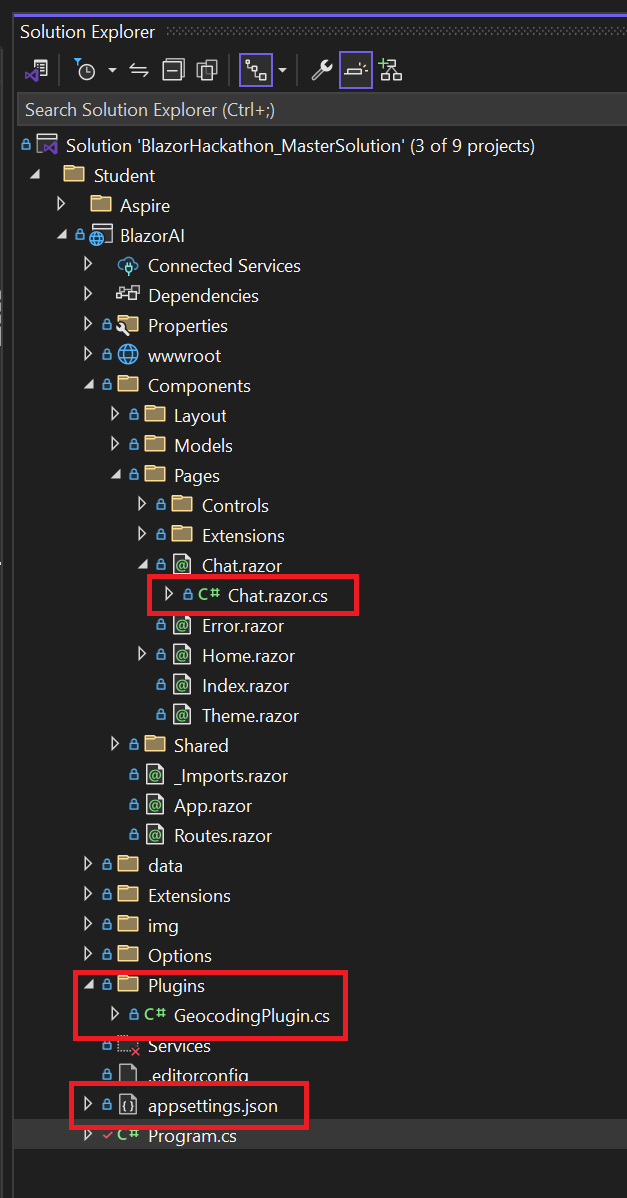 Solution Explorer
Search Solution Explorer (Ctrl+;)
Solution 'BlazorHackathon_MasterSolution' (3 of 9 projects)
Student
Aspire
BlazorAI
Connected Services
Dependencies
Properties
wwwroot
Components
Layout
Models
Pages
Controls
Extensions
Chat.razor
C# Chat.razor.cs
Error.razor
Home.razor
Index.razor
Theme.razor
Shared
_Imports.razor
App.razor
Routes.razor
data
Extensions
img
Options
Plugins
C# GeocodingPlugin.cs
Services
.editorconfig
appsettings.json
C# Program.cs